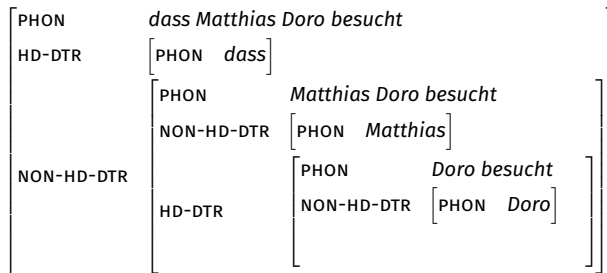 PHON dass Matthias Doro besucht
HD-DTR [PHON dass]
PHON Matthias Doro besucht
NON-HD-DTR [PHON Matthias]
NON-HD-DTR
PHON Doro besucht
HD-DTR
NON-HD-DTR [PHON Doro]